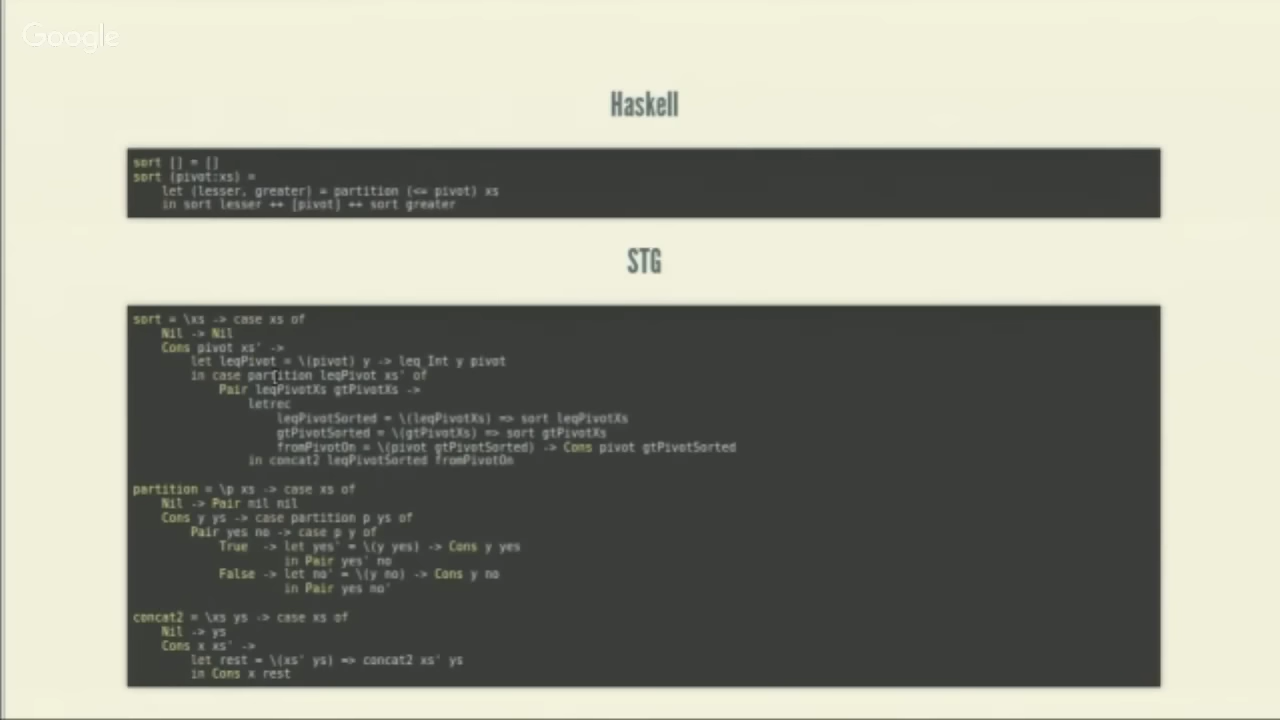 Google
Haskell
sort [] = []
sort (pivot:xs) =
    let (lesser, greater) = partition (<= pivot) xs
    in sort lesser ++ [pivot] ++ sort greater
STG
sort = \xs -> case xs of
    Nil -> Nil
    Cons pivot xs' ->
        let leqPivot = \(pivot) y -> leq_Int y pivot
        in case partition leqPivot xs' of
            Pair leqPivotXs gtPivotXs ->
                letrec
                    leqPivotSorted = \(leqPivotXs) => sort leqPivotXs
                    gtPivotSorted = \(gtPivotXs) => sort gtPivotXs
                    fromPivotOn = \(pivot gtPivotSorted) -> Cons pivot gtPivotSorted
                in concat2 leqPivotSorted fromPivotOn
partition = \p xs -> case xs of
    Nil -> Pair nil nil
    Cons y ys -> case partition p ys of
        Pair yes no -> case p y of
            True  -> let yes' = \(y yes) -> Cons y yes
                     in Pair yes' no
            False -> let no' = \(y no) -> Cons y no
                     in Pair yes no'
concat2 = \xs ys -> case xs of
    Nil -> ys
    Cons x xs' ->
        let rest = \(xs' ys) => concat2 xs' ys
        in Cons x rest